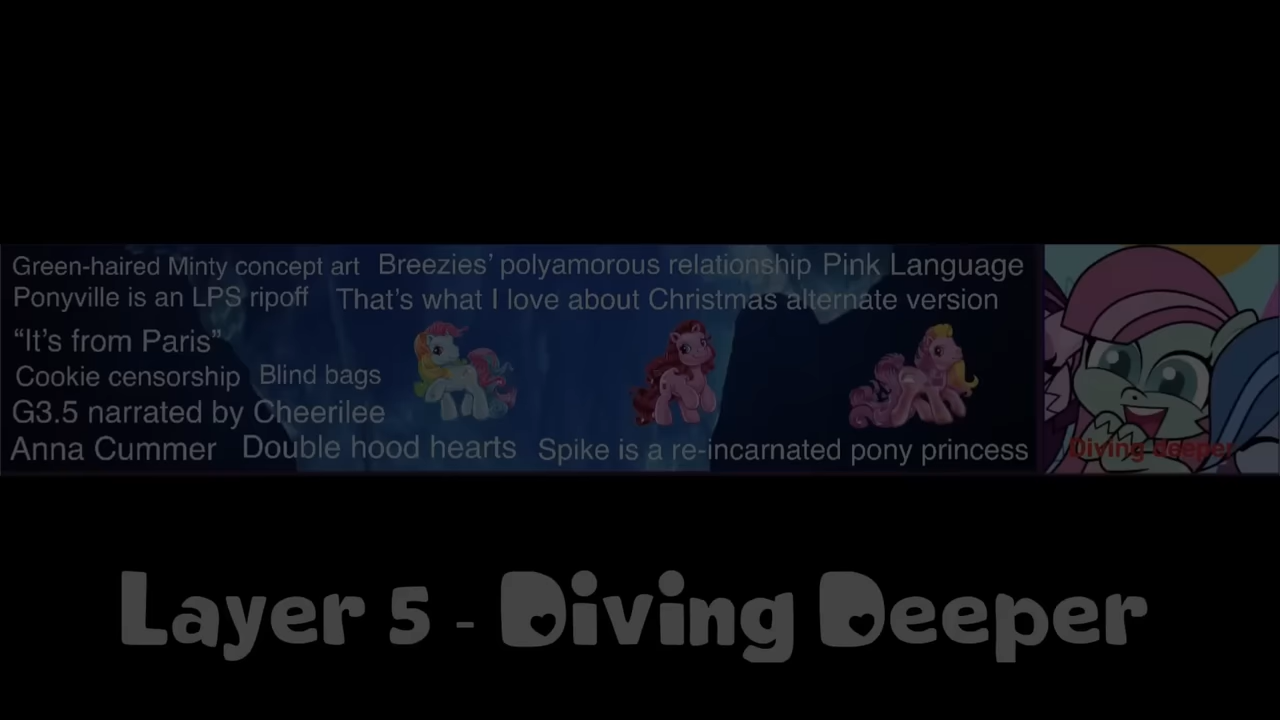 Green-haired Minty concept art Breezies’ polyamorous relationship Pink Language
Ponyville is an LPS ripoff That’s what I love about Christmas alternate version
“It’s from Paris”
Cookie censorship Blind bags
G3.5 narrated by Cheerilee
Anna Cummer Double hood hearts Spike is a re-incarnated pony princess
Diving deeper
Layer 5 - Diving Deeper